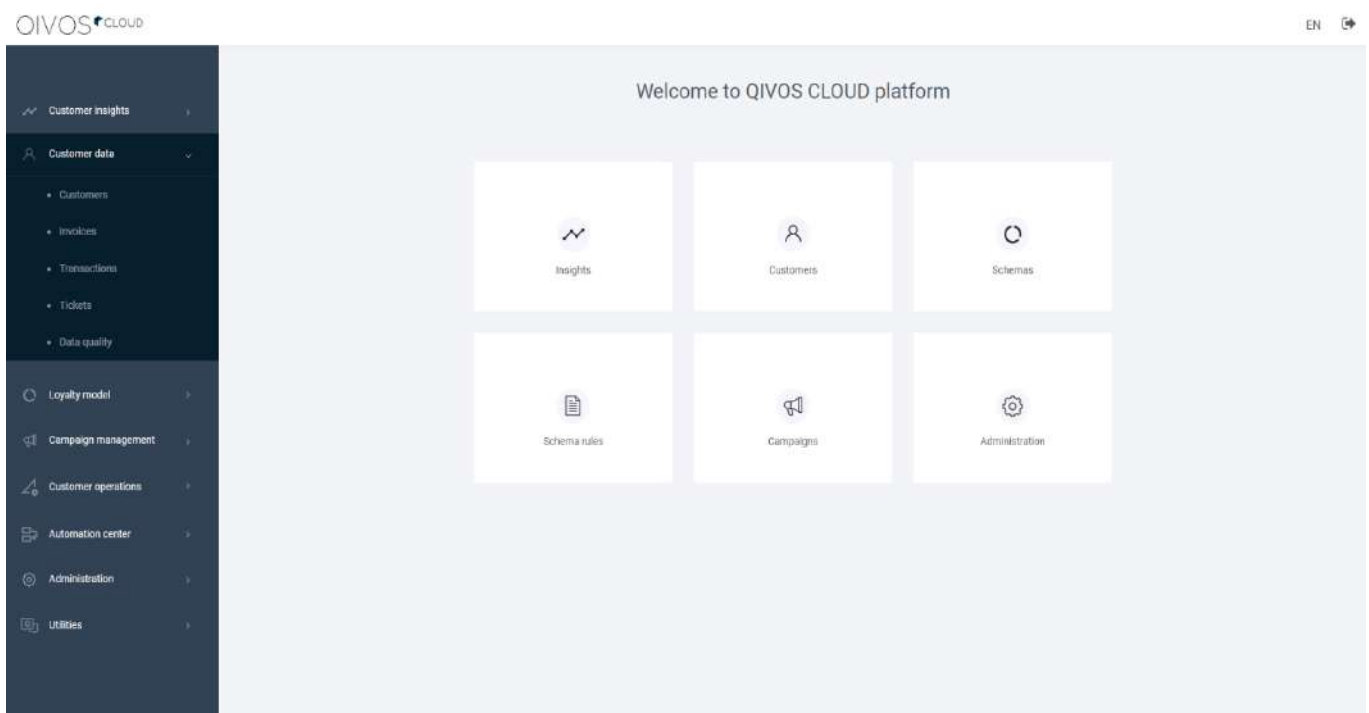 QIVOS CLOUD
EN
Welcome to QIVOS CLOUD platform
Customer insights
Customer data
Customers
Invoices
Transactions
Tickets
Data quality
Loyalty model
Campaign management
Customer operations
Automation center
Administration
Utilities
Insights
Customers
Schemas
Schema rules
Campaigns
Administration